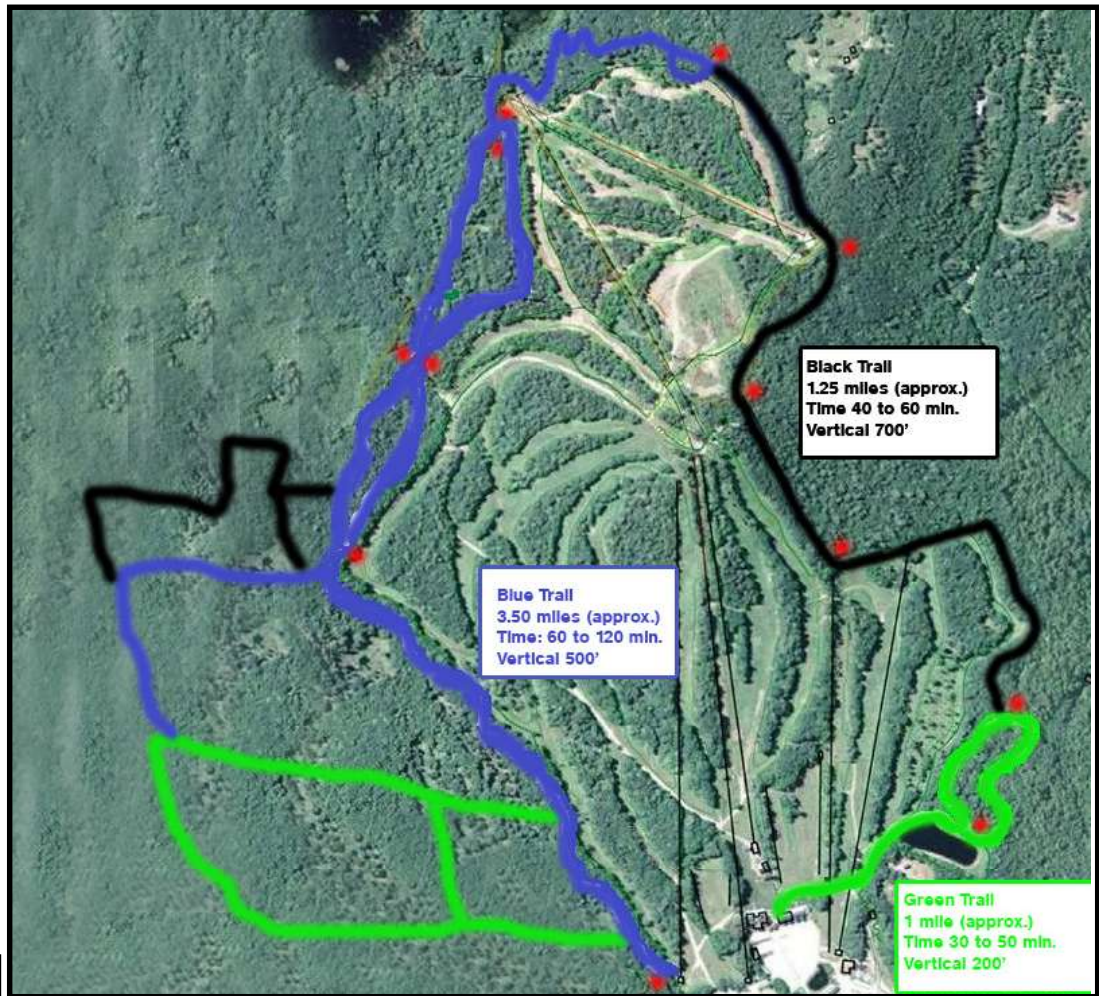 Black Trail
1.25 miles (approx.)
Time 40 to 60 min.
Vertical 700’
Blue Trail
3.50 miles (approx.)
Time: 60 to 120 min.
Vertical 500’
Green Trail
1 mile (approx.)
Time 30 to 50 min.
Vertical 200’